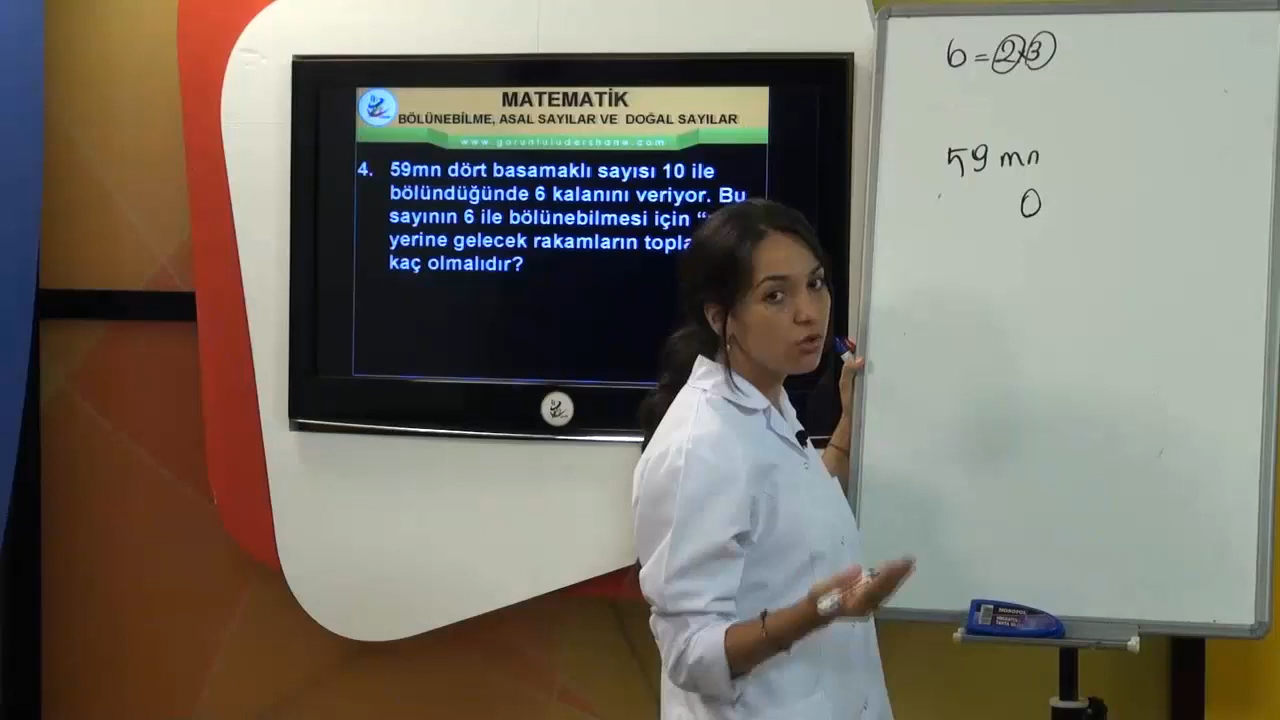 MATEMATİK
BÖLÜNEBİLME, ASAL SAYILAR VE DOĞAL SAYILAR
www.goruntuludershane.com
4. 59mn dört basamaklı sayısı 10 ile
bölündüğünde 6 kalanını veriyor. Bu
sayının 6 ile bölünebilmesi için
yerine gelecek rakamların
kaç olmalıdır?
6 = 2×3
59mn
0